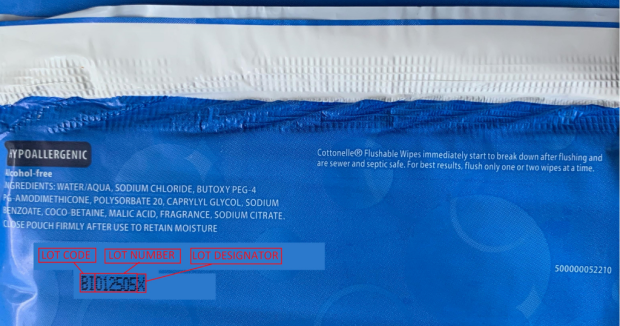 HYPOALLERGENIC
Alcohol-free
INGREDIENTS: WATER/AQUA, SODIUM CHLORIDE, BUTOXY PEG-4
PG-AMODIMETHICONE, POLYSORBATE 20, CAPRYLYL GLYCOL, SODIUM
BENZOATE, COCO-BETAINE, MALIC ACID, FRAGRANCE, SODIUM CITRATE.
CLOSE POUCH FIRMLY AFTER USE TO RETAIN MOISTURE
Cottonelle® Flushable Wipes immediately start to break down after flushing and
are sewer and septic safe. For best results, flush only one or two wipes at a time.
LOT CODE LOT NUMBER LOT DESIGNATOR
BI012505X
500000052210